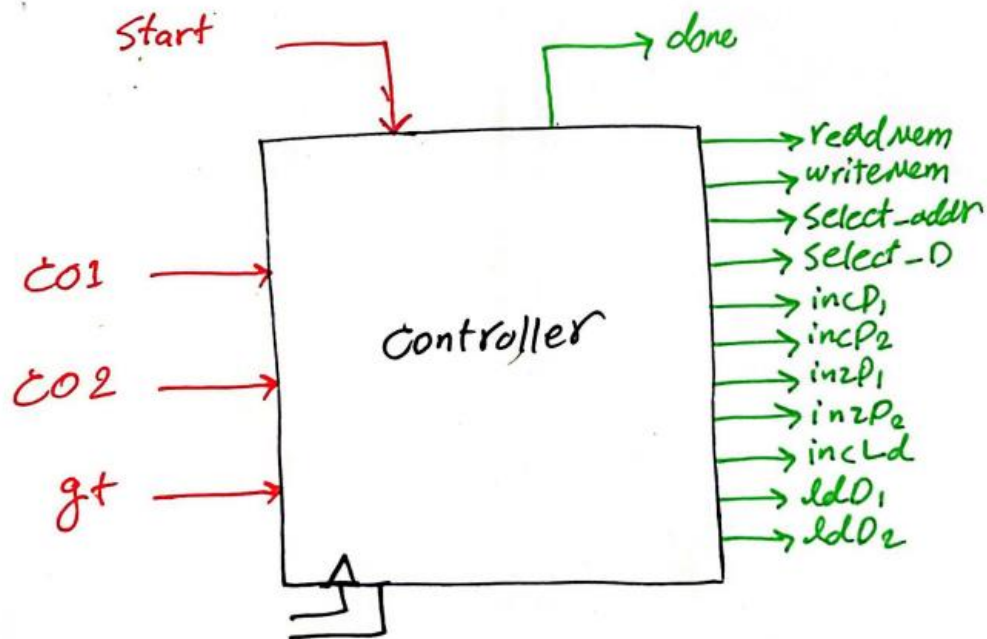 Start
done
readMem
writeMem
Select_addr
Select_D
incP₁
incP₂
inzP₁
inzP₂
incLd
ldD₁
ldD₂
CO1
CO2
gt
Controller